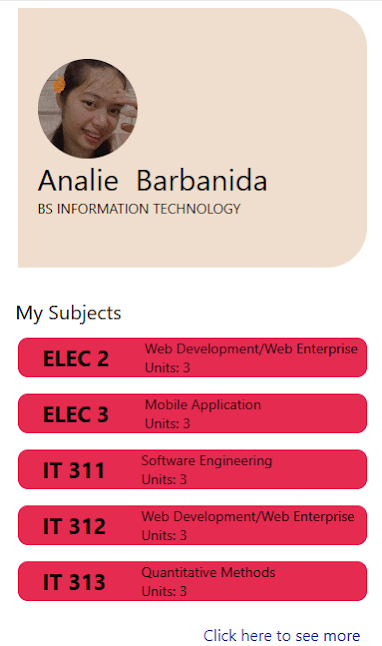 Analie Barbanida
BS INFORMATION TECHNOLOGY
My Subjects
ELEC 2
Web Development/Web Enterprise
Units: 3
ELEC 3
Mobile Application
Units: 3
IT 311
Software Engineering
Units: 3
IT 312
Web Development/Web Enterprise
Units: 3
IT 313
Quantitative Methods
Units: 3
Click here to see more